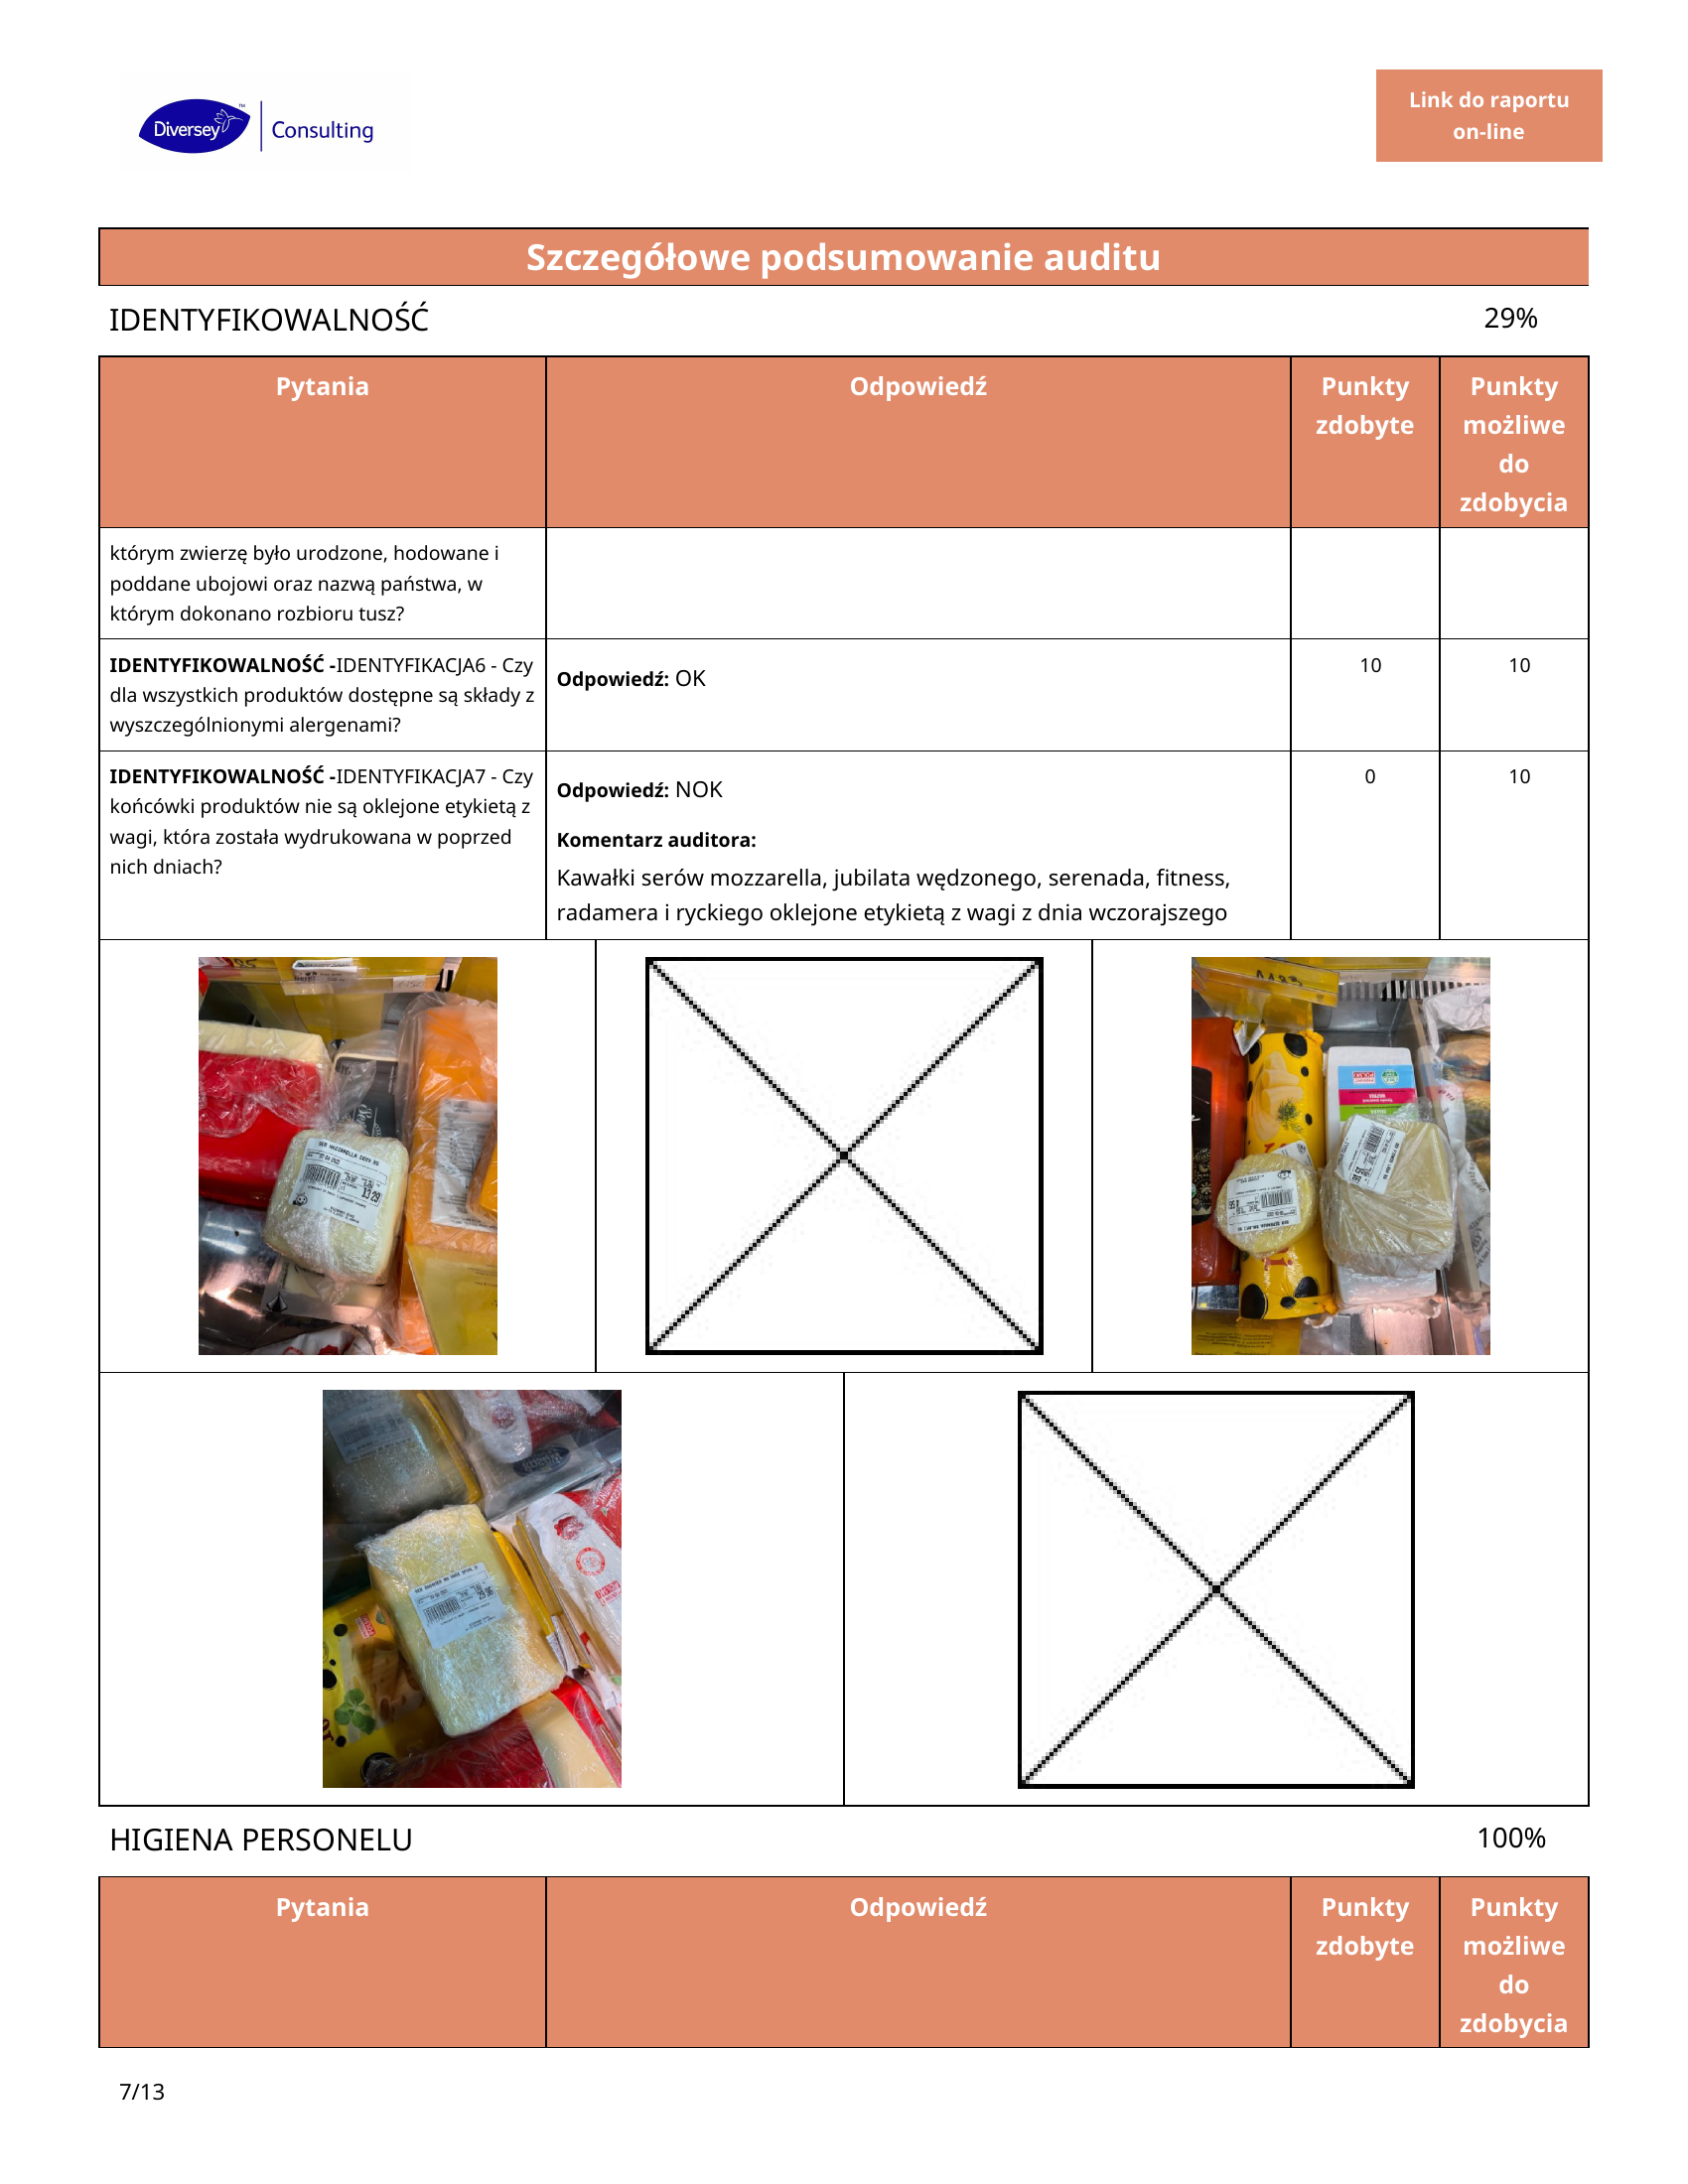 Diversey
Consulting
Link do raportu
on-line
Szczegółowe podsumowanie auditu
IDENTYFIKOWALNOŚĆ 29%
Pytania Odpowiedź Punkty zdobyte Punkty możliwe do zdobycia
którym zwierzę było urodzone, hodowane i
poddane ubojowi oraz nazwą państwa, w
którym dokonano rozbioru tusz?
IDENTYFIKOWALNOŚĆ -IDENTYFIKACJA6 - Czy
dla wszystkich produktów dostępne są składy z
wyszczególnionymi alergenami?
Odpowiedź: OK
10
10
IDENTYFIKOWALNOŚĆ -IDENTYFIKACJA7 - Czy
końcówki produktów nie są oklejone etykietą z
wagi, która została wydrukowana w poprzed
nich dniach?
Odpowiedź: NOK
Komentarz auditora:
Kawałki serów mozzarella, jubilata wędzonego, serenada, fitness,
radamera i ryckiego oklejone etykietą z wagi z dnia wczorajszego
0
10
HIGIENA PERSONELU 100%
Pytania Odpowiedź Punkty zdobyte Punkty możliwe do zdobycia
7/13